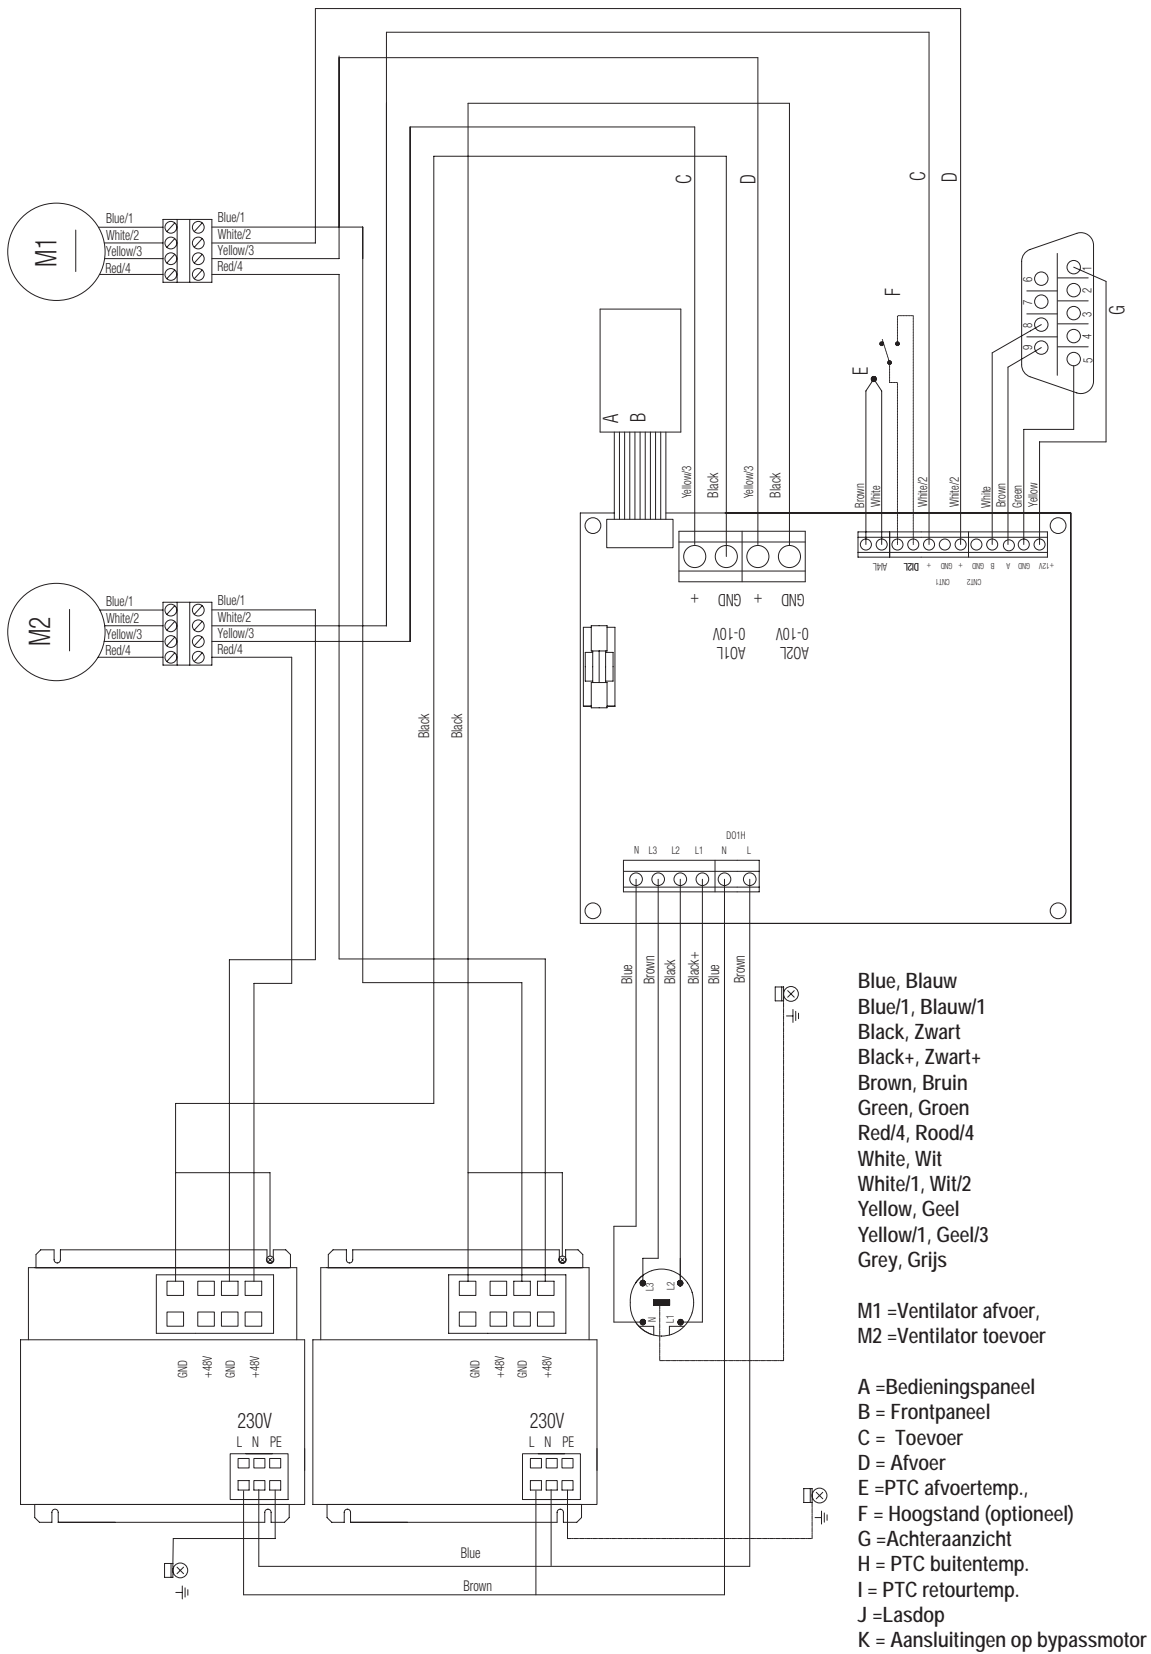 C
D
C
D
M1
Blue/1
White/2
Yellow/3
Red/4
Blue/1
White/2
Yellow/3
Red/4
F
E
6
7
8
9
1
2
3
4
5
G
A
B
Yellow/3
Black
Yellow/3
Black
Brown
White
White/2
White/2
White
Brown
Green
Yellow
AI4L
DI2L
+
GND
+
GND
B
A
GND
+12V
CNT1
CNT2
+
GND
+
GND
0-10V
0-10V
AO1L
AO2L
M2
Blue/1
White/2
Yellow/3
Red/4
Blue/1
White/2
Yellow/3
Red/4
Black
Black
DO1H
N L3 L2 L1 N L
Blue
Brown
Black
Black+
Blue
Brown
L3
L2
N
L1
GND
+48V
GND
+48V
GND
+48V
GND
+48V
230V
L N PE
230V
L N PE
Blue
Brown
Blue, Blauw
Blue/1, Blauw/1
Black, Zwart
Black+, Zwart+
Brown, Bruin
Green, Groen
Red/4, Rood/4
White, Wit
White/1, Wit/2
Yellow, Geel
Yellow/1, Geel/3
Grey, Grijs
M1 =Ventilator afvoer,
M2 =Ventilator toevoer
A =Bedieningspaneel
B = Frontpaneel
C = Toevoer
D = Afvoer
E =PTC afvoertemp.,
F = Hoogstand (optioneel)
G =Achteraanzicht
H = PTC buitentemp.
I = PTC retourtemp.
J =Lasdop
K = Aansluitingen op bypassmotor